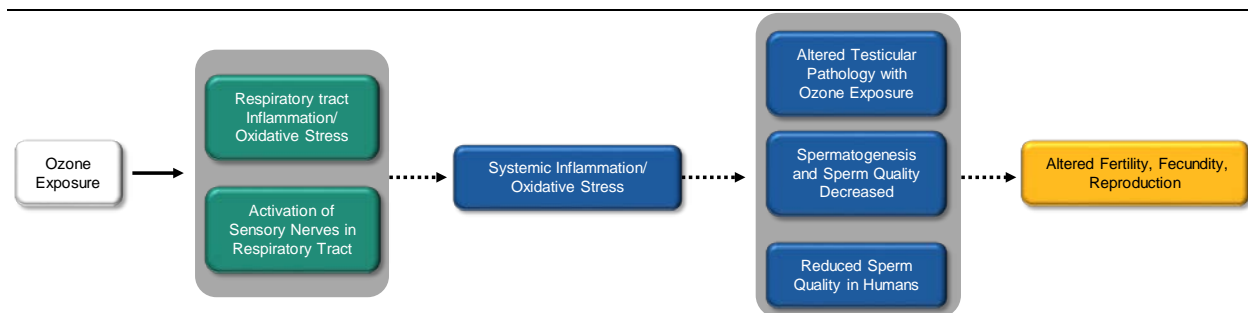 Ozone
Exposure
Respiratory tract
Inflammation/
Oxidative Stress
Activation of
Sensory Nerves in
Respiratory Tract
Systemic Inflammation/
Oxidative Stress
Altered Testicular
Pathology with
Ozone Exposure
Spermatogenesis
and Sperm Quality
Decreased
Reduced Sperm
Quality in Humans
Altered Fertility, Fecundity,
Reproduction